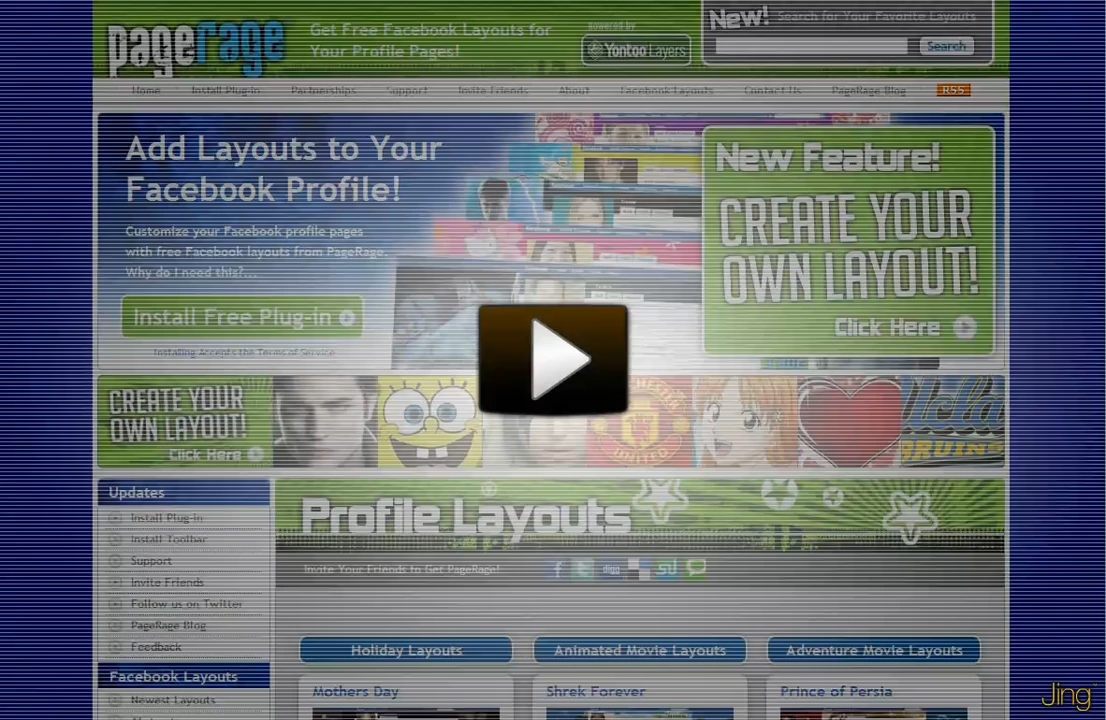 pagerage
Get Free Facebook Layouts for
Your Profile Pages!
powered by
Yontoo Layers
New! Search for Your Favorite Layouts
Search
Home Install Plug-in Partnerships Support Invite Friends About Facebook Layouts Contact Us PageRage Blog RSS
Add Layouts to Your
Facebook Profile!
Customize your Facebook profile pages
with free Facebook layouts from PageRage.
Why do I need this?...
Install Free Plug-in
Installing Accepts the Terms of Service
New Feature!
CREATE YOUR
OWN LAYOUT!
Click Here
CREATE YOUR
OWN LAYOUT!
Click Here
UNITED
Ucla
BRUINS
Updates
Install Plug-in
Install Toolbar
Support
Invite Friends
Follow us on Twitter
PageRage Blog
Feedback
Facebook Layouts
Newest Layouts
Profile Layouts
Invite Your Friends to Get PageRage!
digg
Holiday Layouts
Animated Movie Layouts
Adventure Movie Layouts
Mothers Day
Shrek Forever
Prince of Persia
Jing